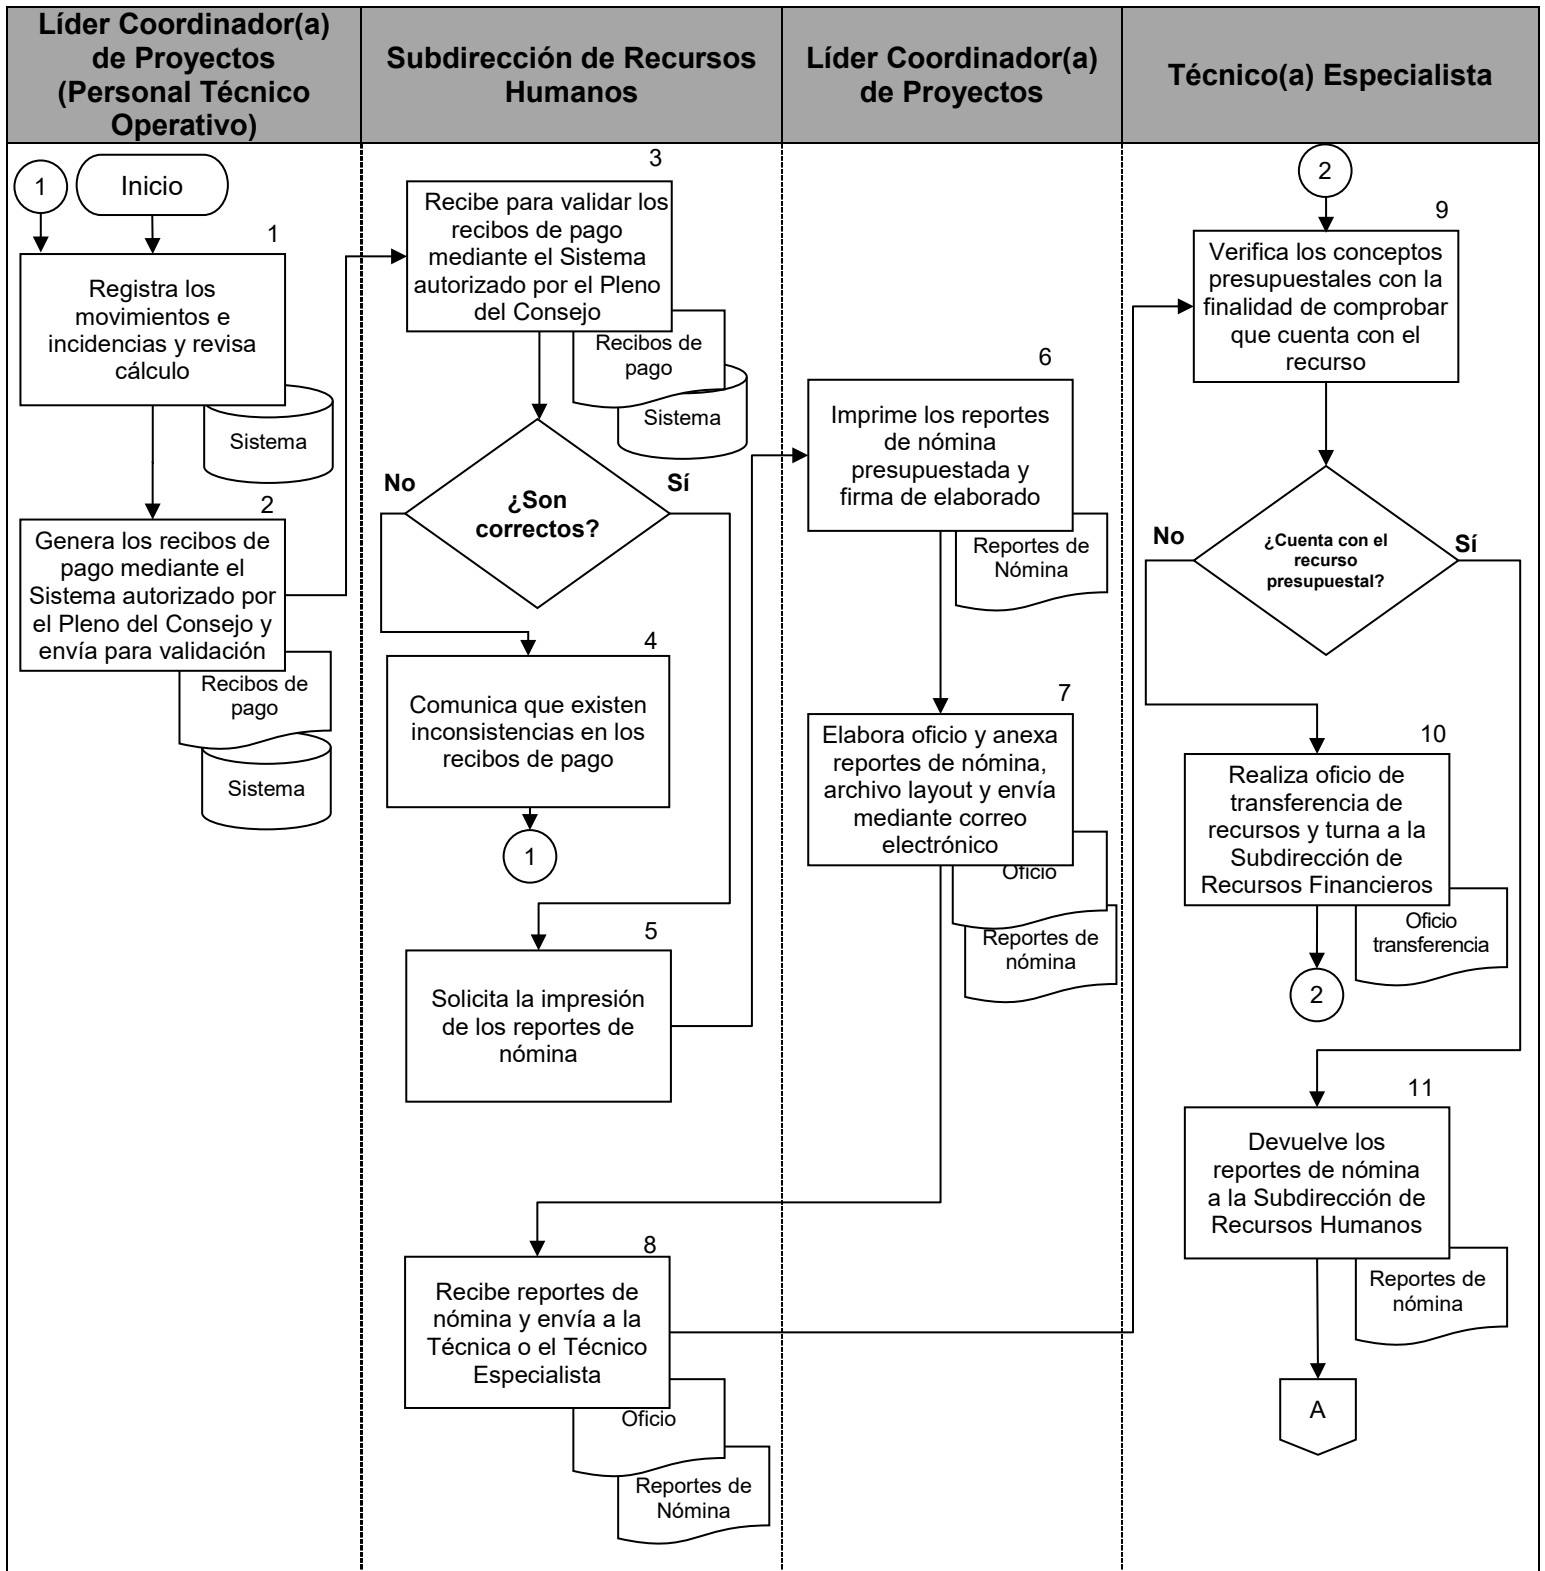 Líder Coordinador(a)
de Proyectos
(Personal Técnico
Operativo)
Subdirección de Recursos
Humanos
Líder Coordinador(a)
de Proyectos
Técnico(a) Especialista
1
Inicio
1
Registra los
movimientos e
incidencias y revisa
cálculo
Sistema
2
Genera los recibos de
pago mediante el
Sistema autorizado por
el Pleno del Consejo y
envía para validación
Recibos de
pago
Sistema
3
Recibe para validar los
recibos de pago
mediante el Sistema
autorizado por el Pleno
del Consejo
Recibos de
pago
Sistema
No
¿Son
correctos?
Sí
4
Comunica que existen
inconsistencias en los
recibos de pago
1
5
Solicita la impresión
de los reportes de
nómina
6
Imprime los reportes
de nómina
presupuestada y
firma de elaborado
Reportes de
Nómina
7
Elabora oficio y anexa
reportes de nómina,
archivo layout y envía
mediante correo
electrónico
Oficio
Reportes de
nómina
8
Recibe reportes de
nómina y envía a la
Técnica o el Técnico
Especialista
Oficio
Reportes de
Nómina
2
9
Verifica los conceptos
presupuestales con la
finalidad de comprobar
que cuenta con el
recurso
No
¿Cuenta con el
recurso
presupuestal?
Sí
10
Realiza oficio de
transferencia de
recursos y turna a la
Subdirección de
Recursos Financieros
Oficio
transferencia
2
11
Devuelve los
reportes de nómina
a la Subdirección de
Recursos Humanos
Reportes de
nómina
A